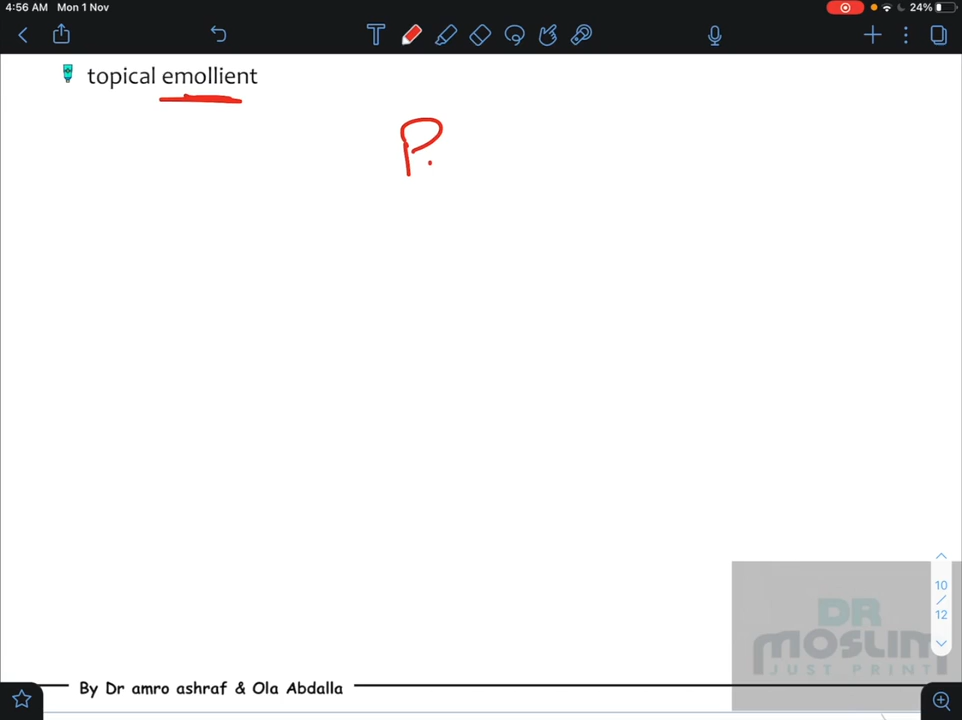 4:56 AM Mon 1 Nov
24%
T
topical emollient
P.
10
/
12
DR
MOSLIM
JUST PRINT
By Dr amro ashraf & Ola Abdalla